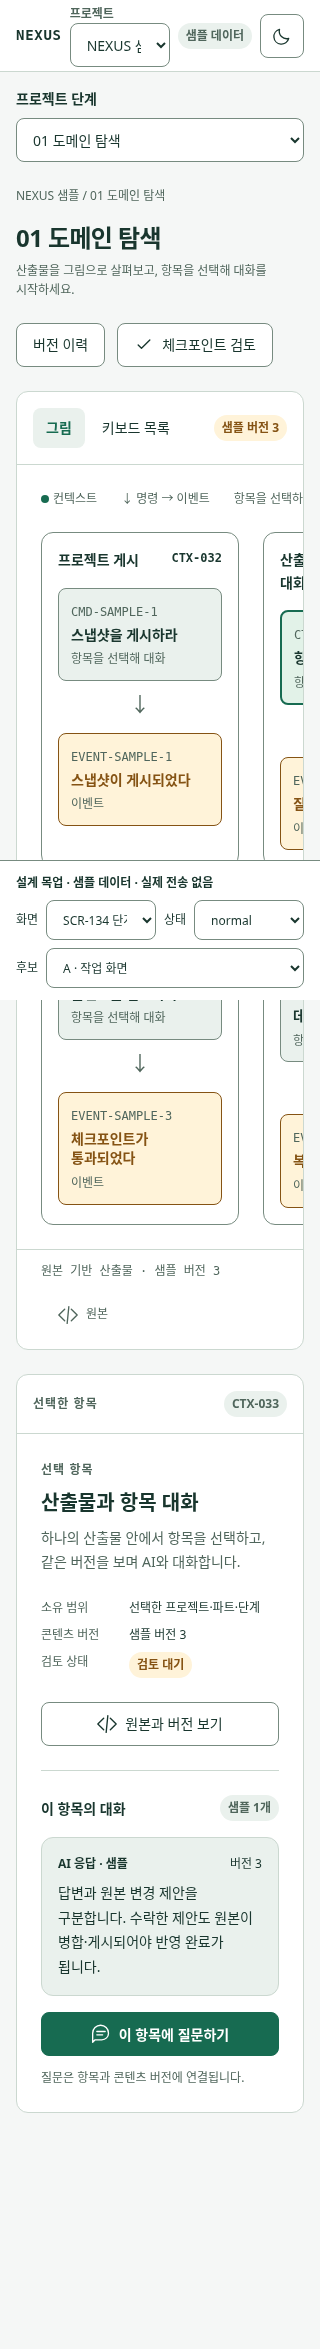 프로젝트
NEXUS
NEXUS
샘플 데이터
프로젝트 단계
01 도메인 탐색
NEXUS 샘플 / 01 도메인 탐색
01 도메인 탐색
산출물을 그림으로 살펴보고, 항목을 선택해 대화를
시작하세요.
버전 이력
체크포인트 검토
그림
키보드 목록
샘플 버전 3
컨텍스트
↓ 명령 → 이벤트
항목을 선택하
프로젝트 게시
CTX-032
CMD-SAMPLE-1
스냅샷을 게시하라
항목을 선택해 대화
↓
EVENT-SAMPLE-1
스냅샷이 게시되었다
이벤트
대화
설계 목업 · 샘플 데이터 · 실제 전송 없음
화면
SCR-134
상태
normal
후보
A · 작업 화면
항목을 선택해 대화
↓
EVENT-SAMPLE-3
체크포인트가
통과되었다
이벤트
원본 기반 산출물 · 샘플 버전 3
</> 원본
선택한 항목
CTX-033
선택 항목
산출물과 항목 대화
하나의 산출물 안에서 항목을 선택하고,
같은 버전을 보며 AI와 대화합니다.
소유 범위
선택한 프로젝트·파트·단계
콘텐츠 버전
샘플 버전 3
검토 상태
검토 대기
</> 원본과 버전 보기
이 항목의 대화
샘플 1개
AI 응답 · 샘플
버전 3
답변과 원본 변경 제안을
구분합니다. 수락한 제안도 원본이
병합·게시되어야 반영 완료가
됩니다.
이 항목에 질문하기
질문은 항목과 콘텐츠 버전에 연결됩니다.